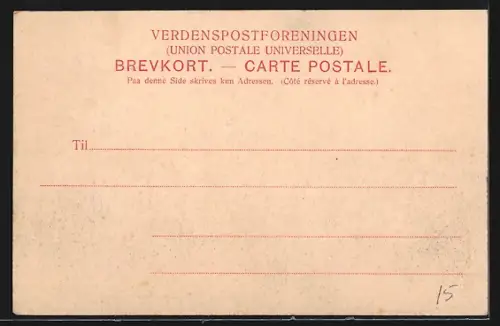 VERDENSPOSTFORENINGEN
(UNION POSTALE UNIVERSELLE)
BREVKORT. — CARTE POSTALE.
Paa denne Side skrives kun Adressen. (Côté réservé à l'adresse.)
Til
15